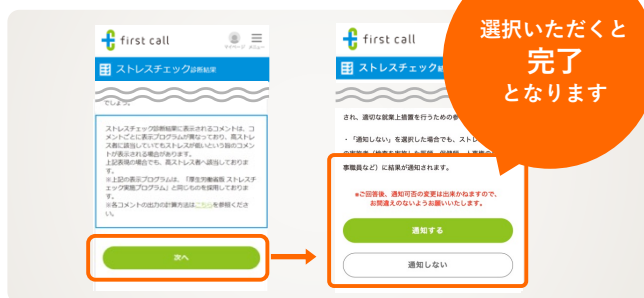 first call
マイページ メニュー
ストレスチェック診断結果
でしょう。
ストレスチェック診断結果に表示されるコメントは、コ
メントごとに表示プログラムが異なっており、高ストレ
ス者に該当していてもストレスが低いという旨のコメン
トが表示される場合があります。
上記表現の場合でも、高ストレス者へ該当しておりま
す。
※上記の表示プログラムは、「厚生労働省版 ストレスチ
ェック実施プログラム」と同じものを採用しておりま
す。
※各コメントの出力の計算方法はこちらを参照くださ
い。
次へ
first call
ストレスチェック
され、適切な就業上措置を行うための参
・「通知しない」を選択した場合でも、スト
事職員など）に結果が通知されます。
※ご回答後、通知可否の変更は出来かねますので、
お間違えのないようお願いいたします。
通知する
通知しない
選択いただくと
完了
となります